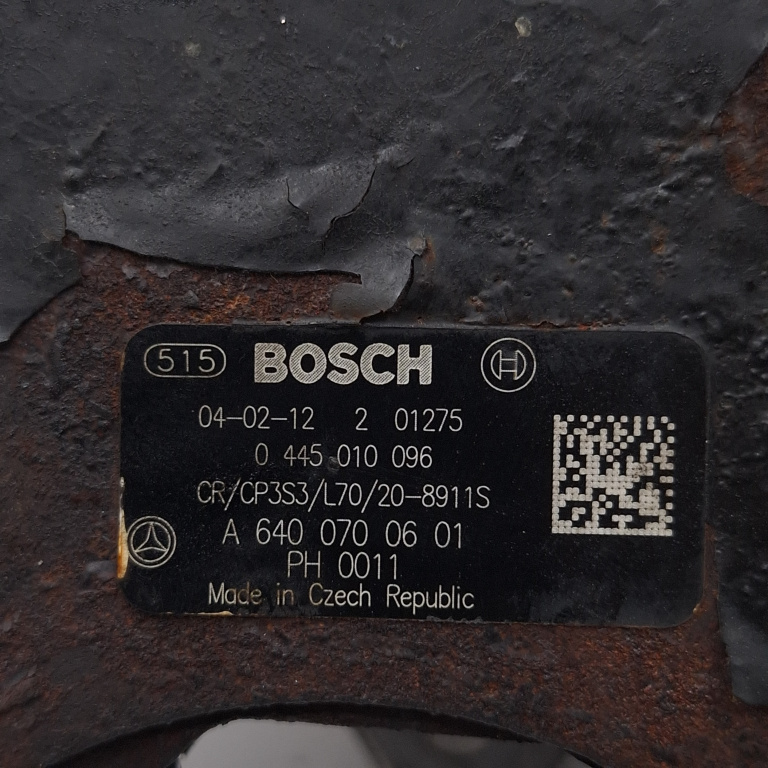 515 BOSCH H
04-02-12 2 01275
0 445 010 096
CR/CP3S3/L70/20-8911S
A 640 070 06 01
PH 0011
Made in Czech Republic